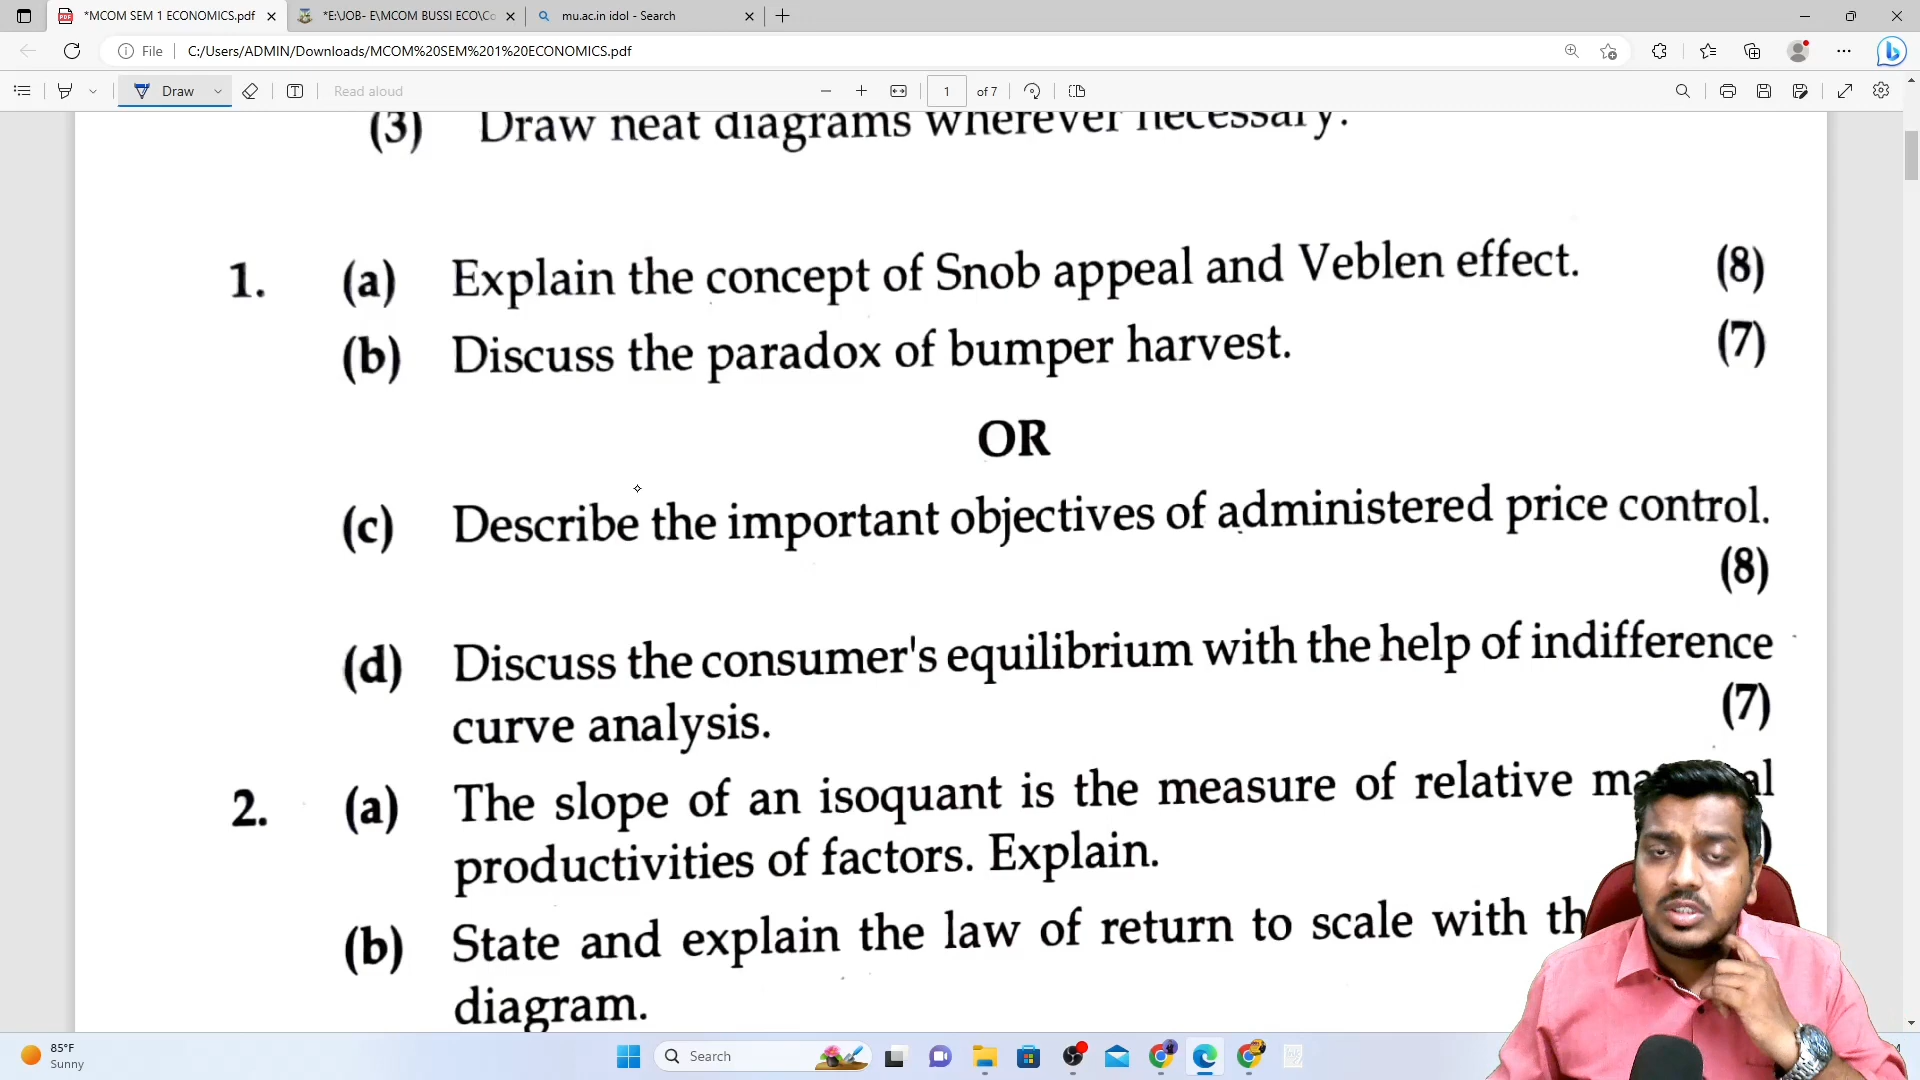 *MCOM SEM 1 ECONOMICS.pdf
*E:\JOB- E\MCOM BUSSI ECO\Co
mu.ac.in idol - Search
File
C:/Users/ADMIN/Downloads/MCOM%20SEM%201%20ECONOMICS.pdf
Draw
Read aloud
1 of 7
(3) Draw neat diagrams wherever necessary.
1. (a) Explain the concept of Snob appeal and Veblen effect. (8)
(b) Discuss the paradox of bumper harvest. (7)
OR
(c) Describe the important objectives of administered price control.
(8)
(d) Discuss the consumer's equilibrium with the help of indifference
curve analysis. (7)
2. (a) The slope of an isoquant is the measure of relative
productivities of factors. Explain.
(b) State and explain the law of return to scale with
diagram.
85°F
Sunny
Search